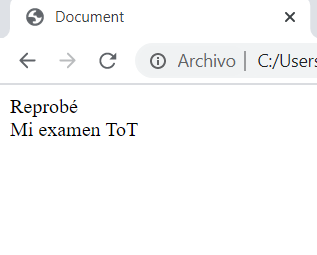 Document
Archivo C:/Users
Reprobé
Mi examen ToT